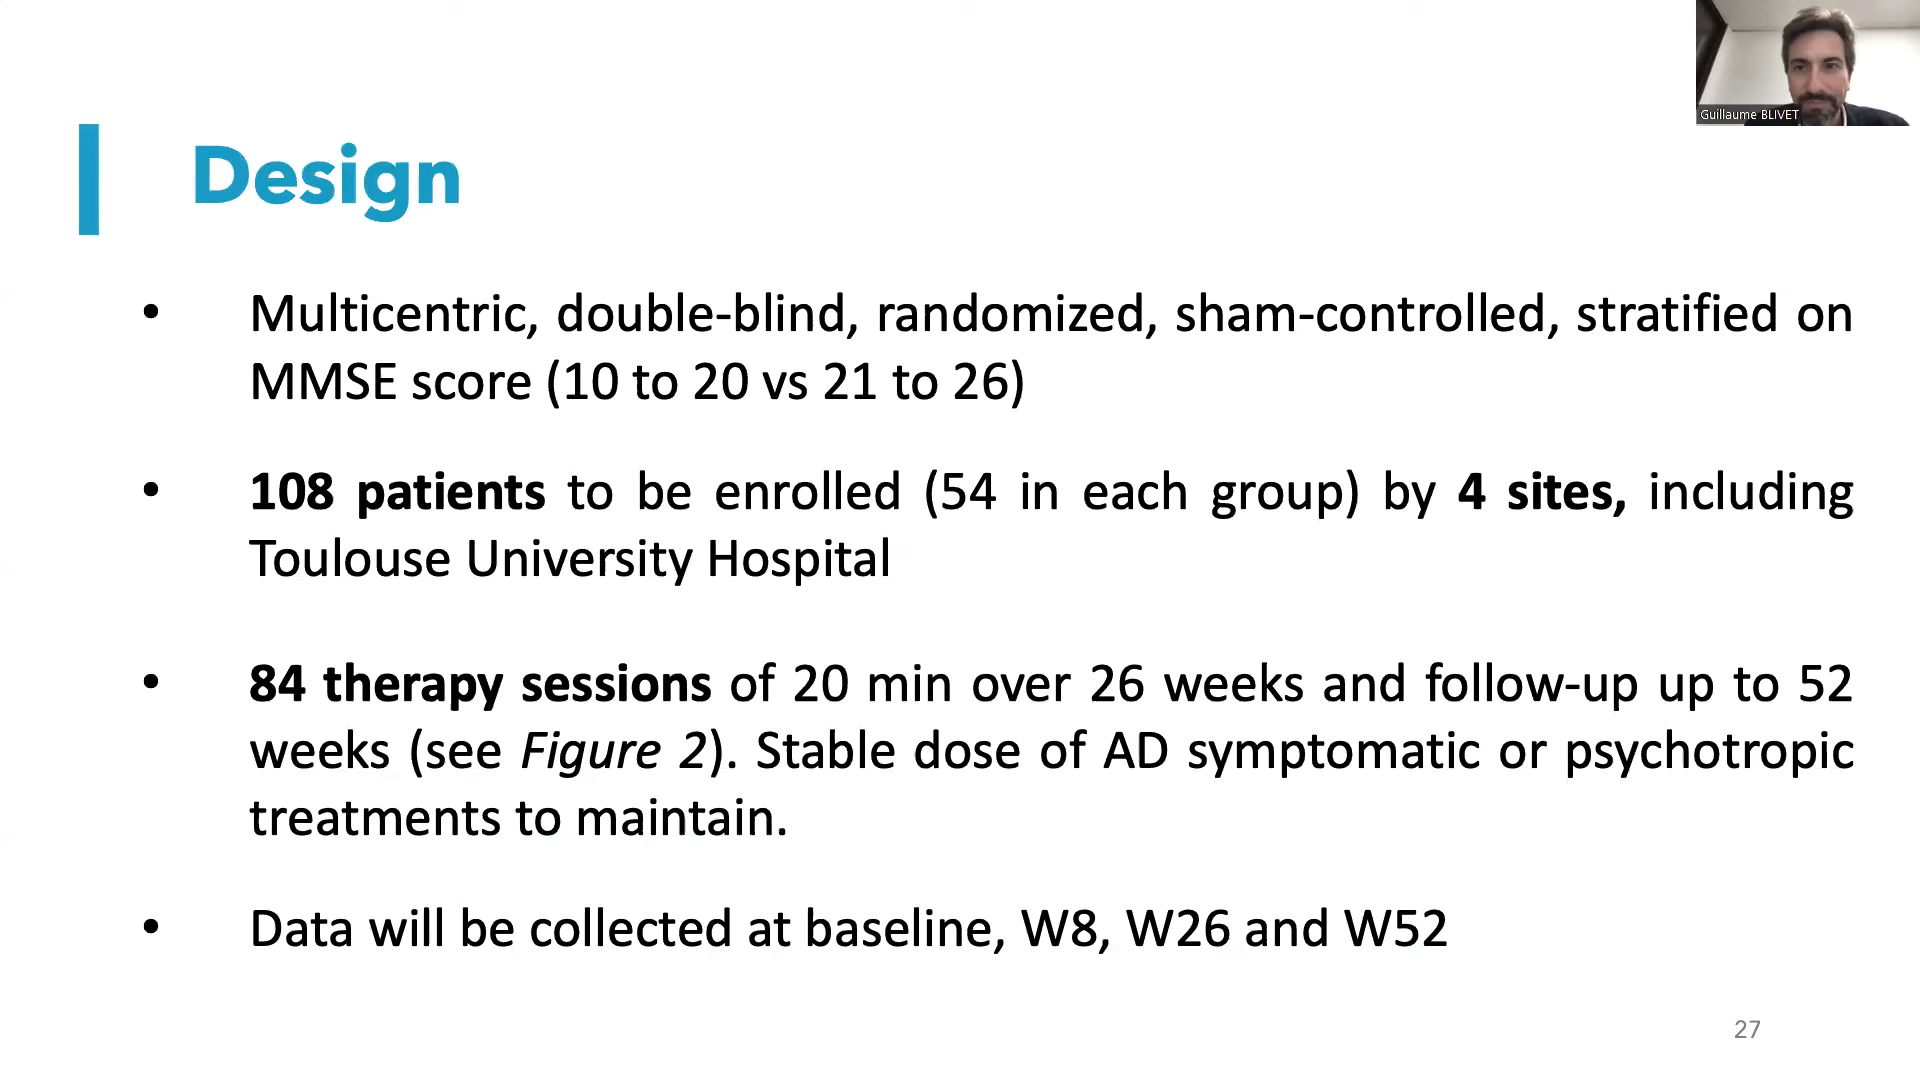 Guillaume BLIVET
Design
• Multicentric, double-blind, randomized, sham-controlled, stratified on
MMSE score (10 to 20 vs 21 to 26)
• 108 patients to be enrolled (54 in each group) by 4 sites, including
Toulouse University Hospital
• 84 therapy sessions of 20 min over 26 weeks and follow-up up to 52
weeks (see Figure 2). Stable dose of AD symptomatic or psychotropic
treatments to maintain.
• Data will be collected at baseline, W8, W26 and W52
27